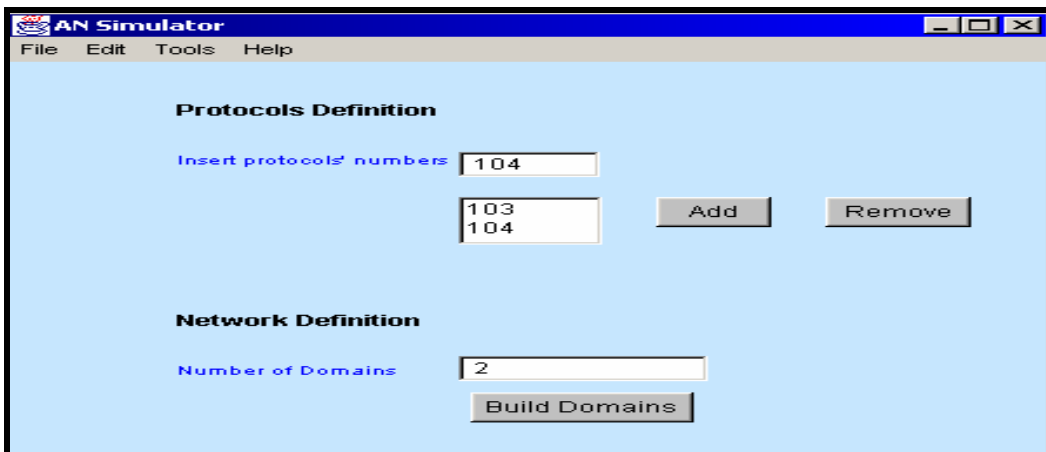 AN Simulator
File Edit Tools Help
Protocols Definition
Insert protocols' numbers 104
103 Add Remove
104
Network Definition
Number of Domains 2
Build Domains